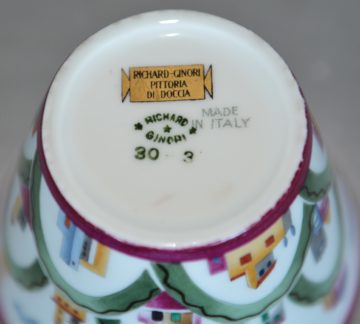 RICHARD-GINORI
PITTORIA
DI DOCCIA
MADE
IN ITALY
RICHARD
GINORI
30 3